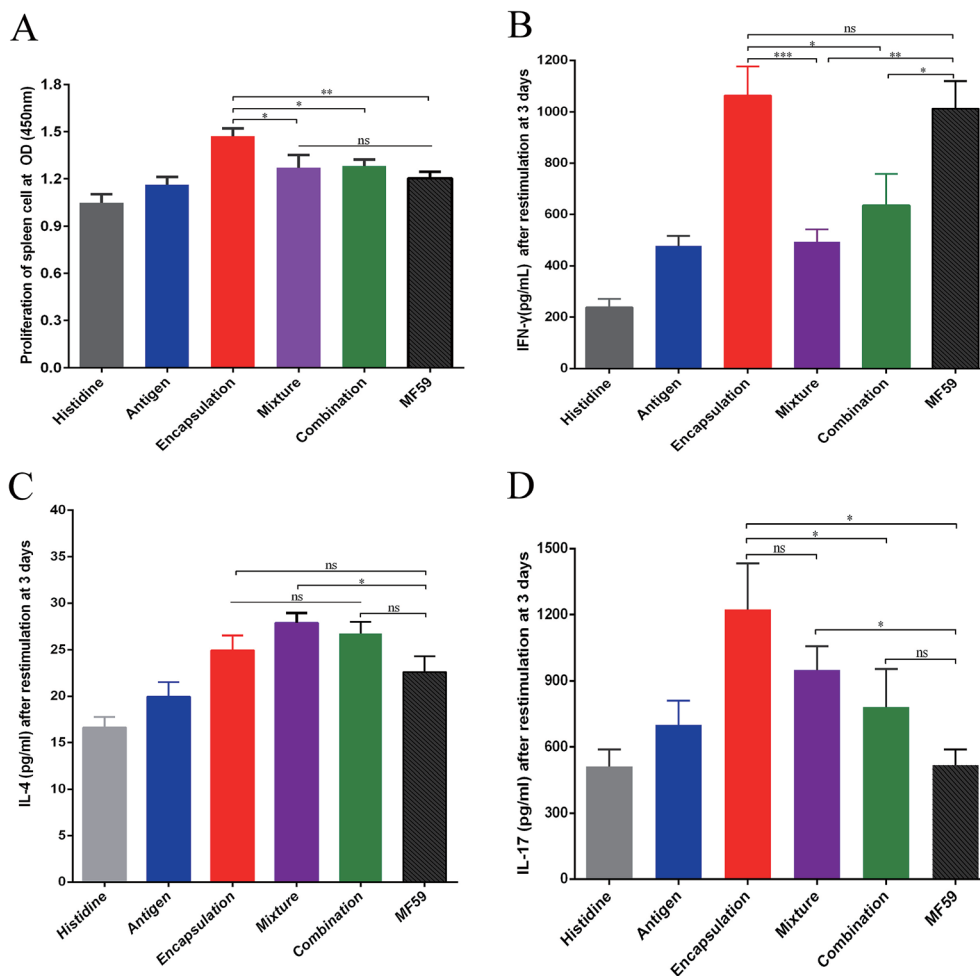 A
Proliferation of spleen cell at OD (450nm)
1.8
1.5
1.2
0.9
0.6
0.3
0.0
**
*
*
ns
Histidine
Antigen
Encapsulation
Mixture
Combination
MF59
B
IFN-γ(pg/mL) after restimulation at 3 days
1200
1000
800
600
400
200
0
ns
*
***
**
*
Histidine
Antigen
Encapsulation
Mixture
Combination
MF59
C
IL-4 (pg/ml) after restimulation at 3 days
40
35
30
25
20
15
10
5
0
ns
*
ns
ns
Histidine
Antigen
Encapsulation
Mixture
Combination
MF59
D
IL-17 (pg/ml) after restimulation at 3 days
1500
1200
900
600
300
0
*
*
ns
*
ns
Histidine
Antigen
Encapsulation
Mixture
Combination
MF59